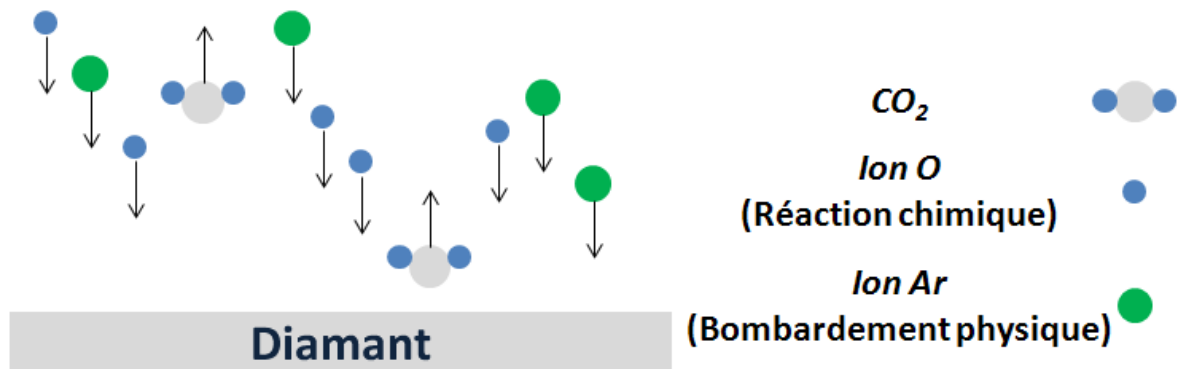 CO2
Ion O
(Réaction chimique)
Ion Ar
(Bombardement physique)
Diamant